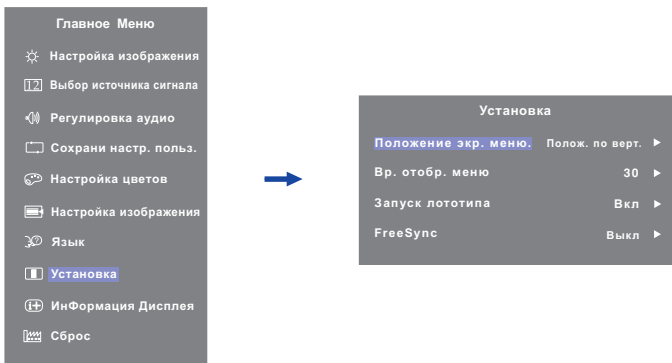 Главное Меню
Настройка изображения
12 Выбор источника сигнала
Регулировка аудио
Сохрани настр. польз.
Настройка цветов
Настройка изображения
Язык
Установка
ИнФормация Дисплея
Сброс
Установка
Положение экр. меню. Полож. по верт.
Вр. отобр. меню 30
Запуск лототипа Вкл
FreeSync Выкл